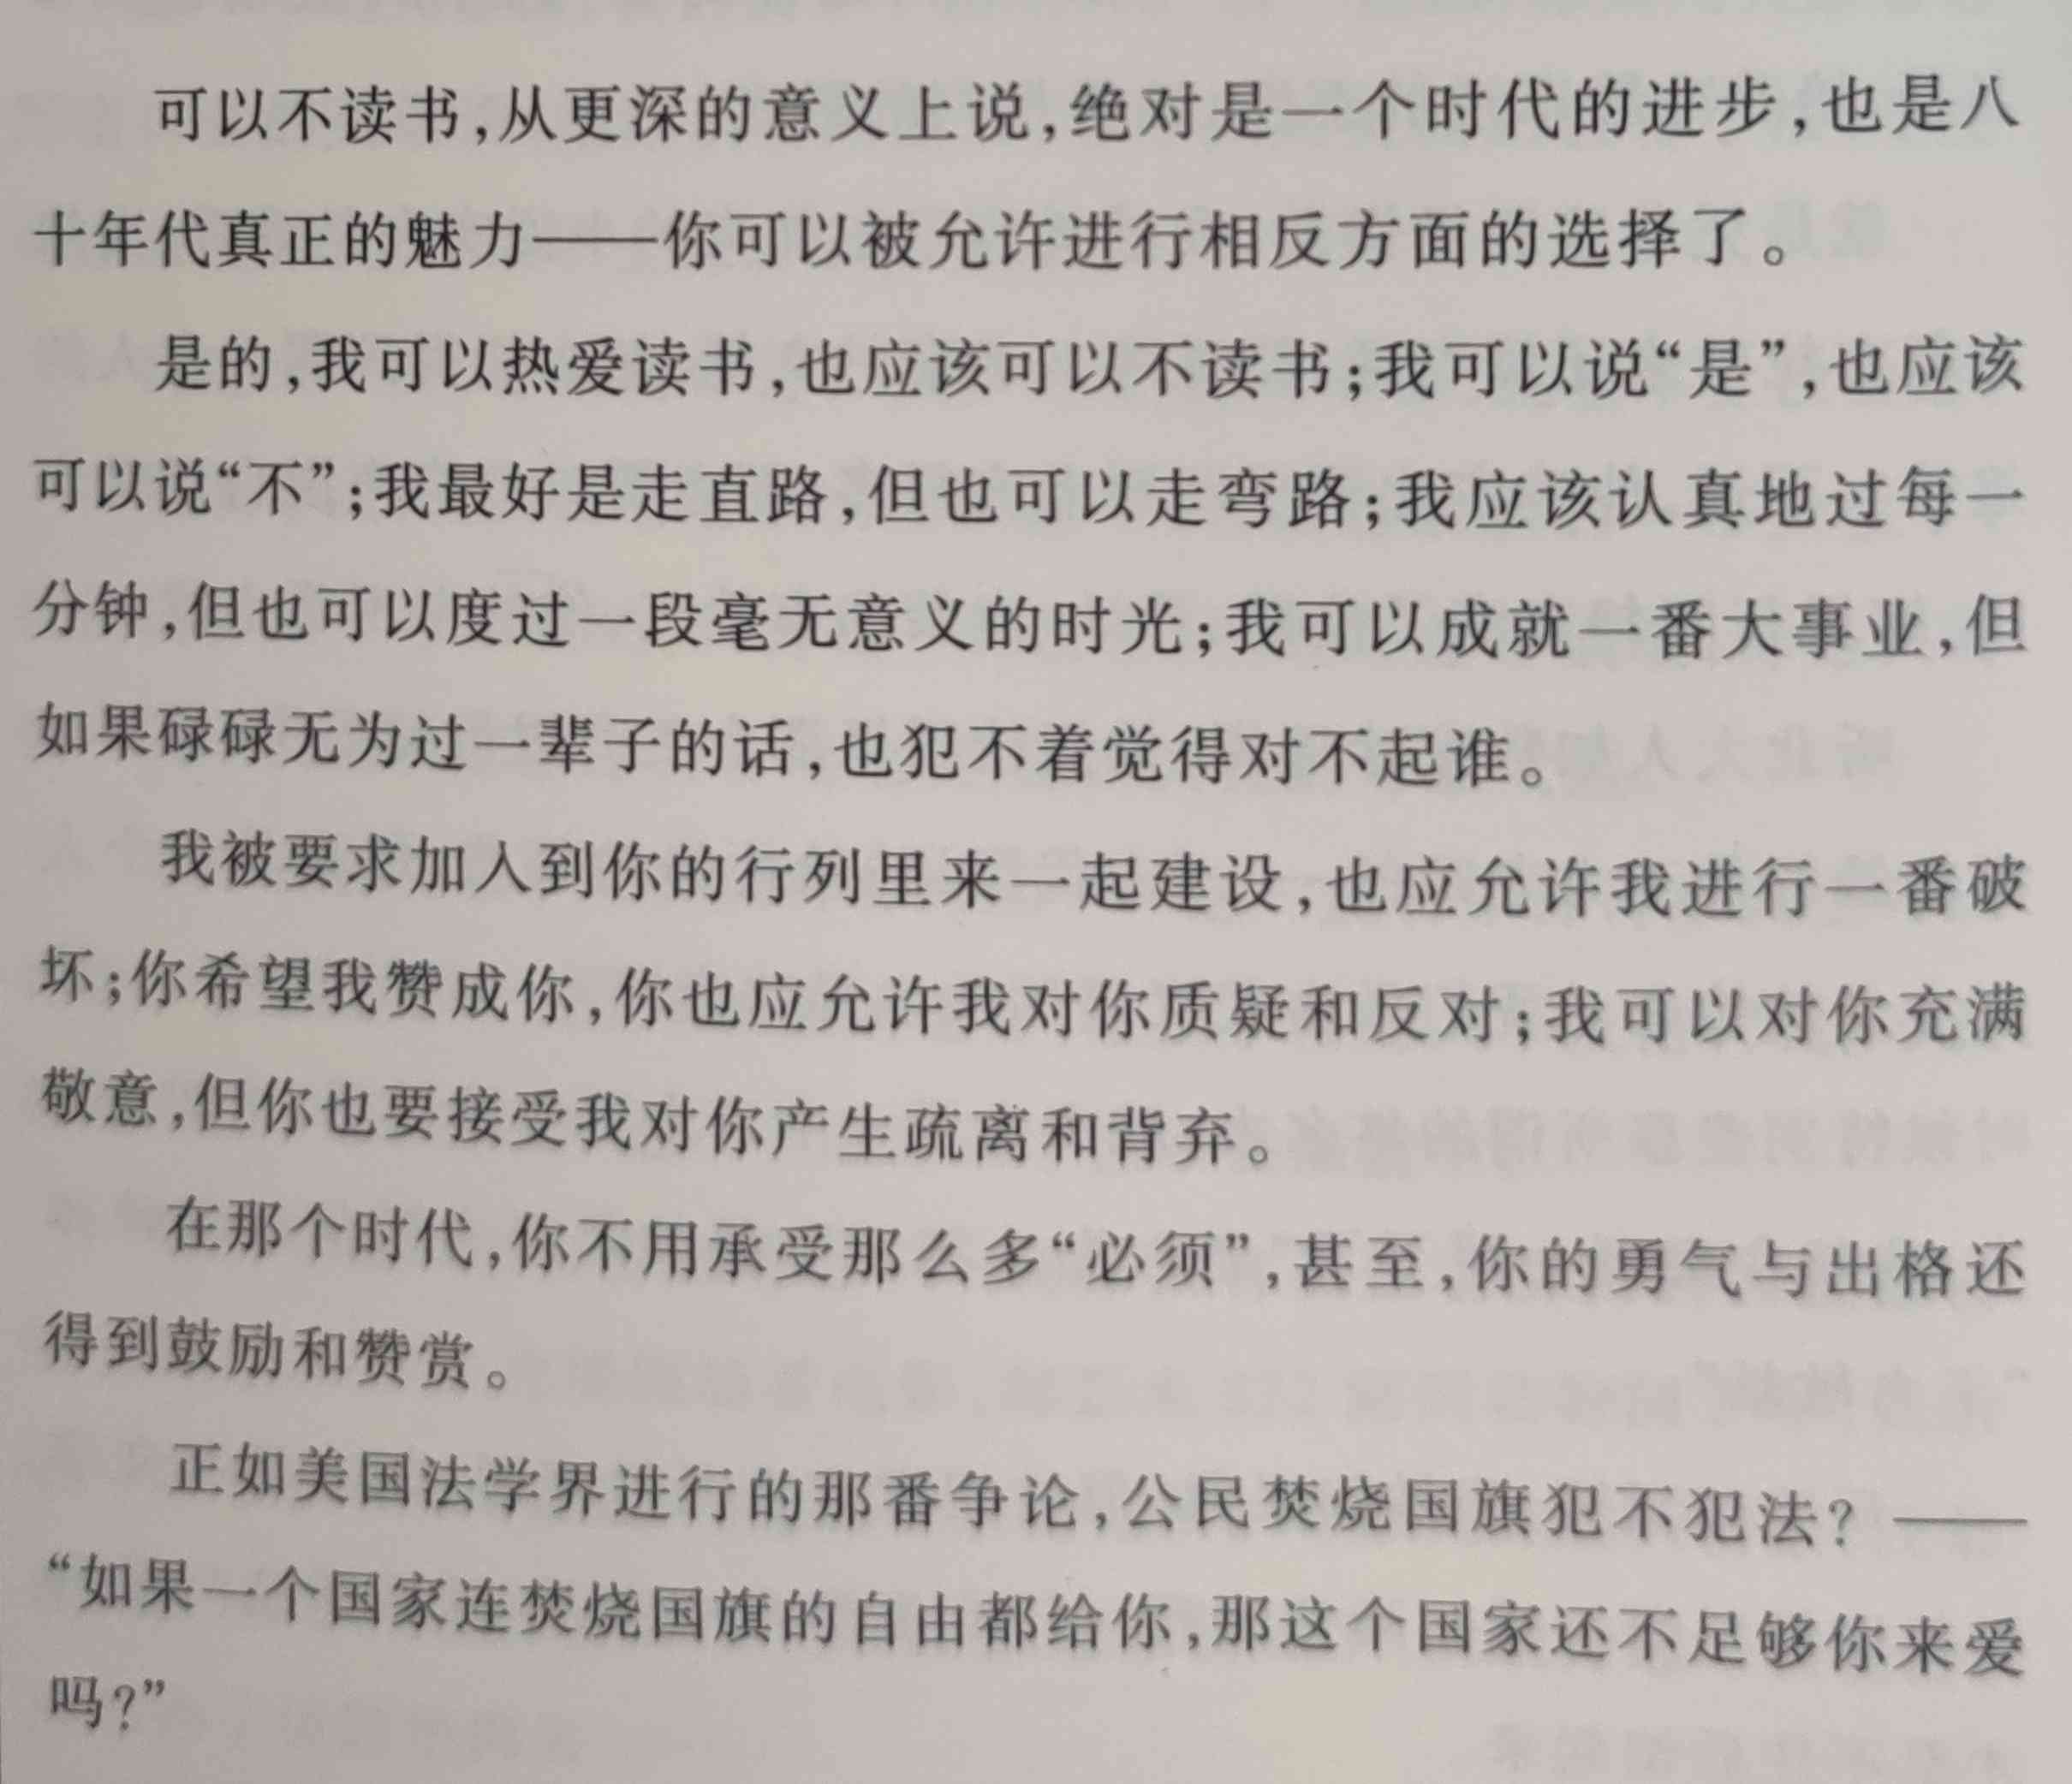 可以不读书,从更深的意义上说,绝对是一个时代的进步,也是八
十年代真正的魅力——你可以被允许进行相反方面的选择了。
是的,我可以热爱读书,也应该可以不读书;我可以说“是”,也应该
可以说“不”;我最好是走直路,但也可以走弯路;我应该认真地过每一
分钟,但也可以度过一段毫无意义的时光;我可以成就一番大事业,但
如果碌碌无为过一辈子的话,也犯不着觉得对不起谁。
我被要求加入到你的行列里来一起建设,也应允许我进行一番破
坏;你希望我赞成你,你也应允许我对你质疑和反对;我可以对你充满
敬意,但你也要接受我对你产生疏离和背弃。
在那个时代,你不用承受那么多“必须”,甚至,你的勇气与出格还
得到鼓励和赞赏。
正如美国法学界进行的那番争论,公民焚烧国旗犯不犯法?——
“如果一个国家连焚烧国旗的自由都给你,那这个国家还不足够你来爱
吗?”